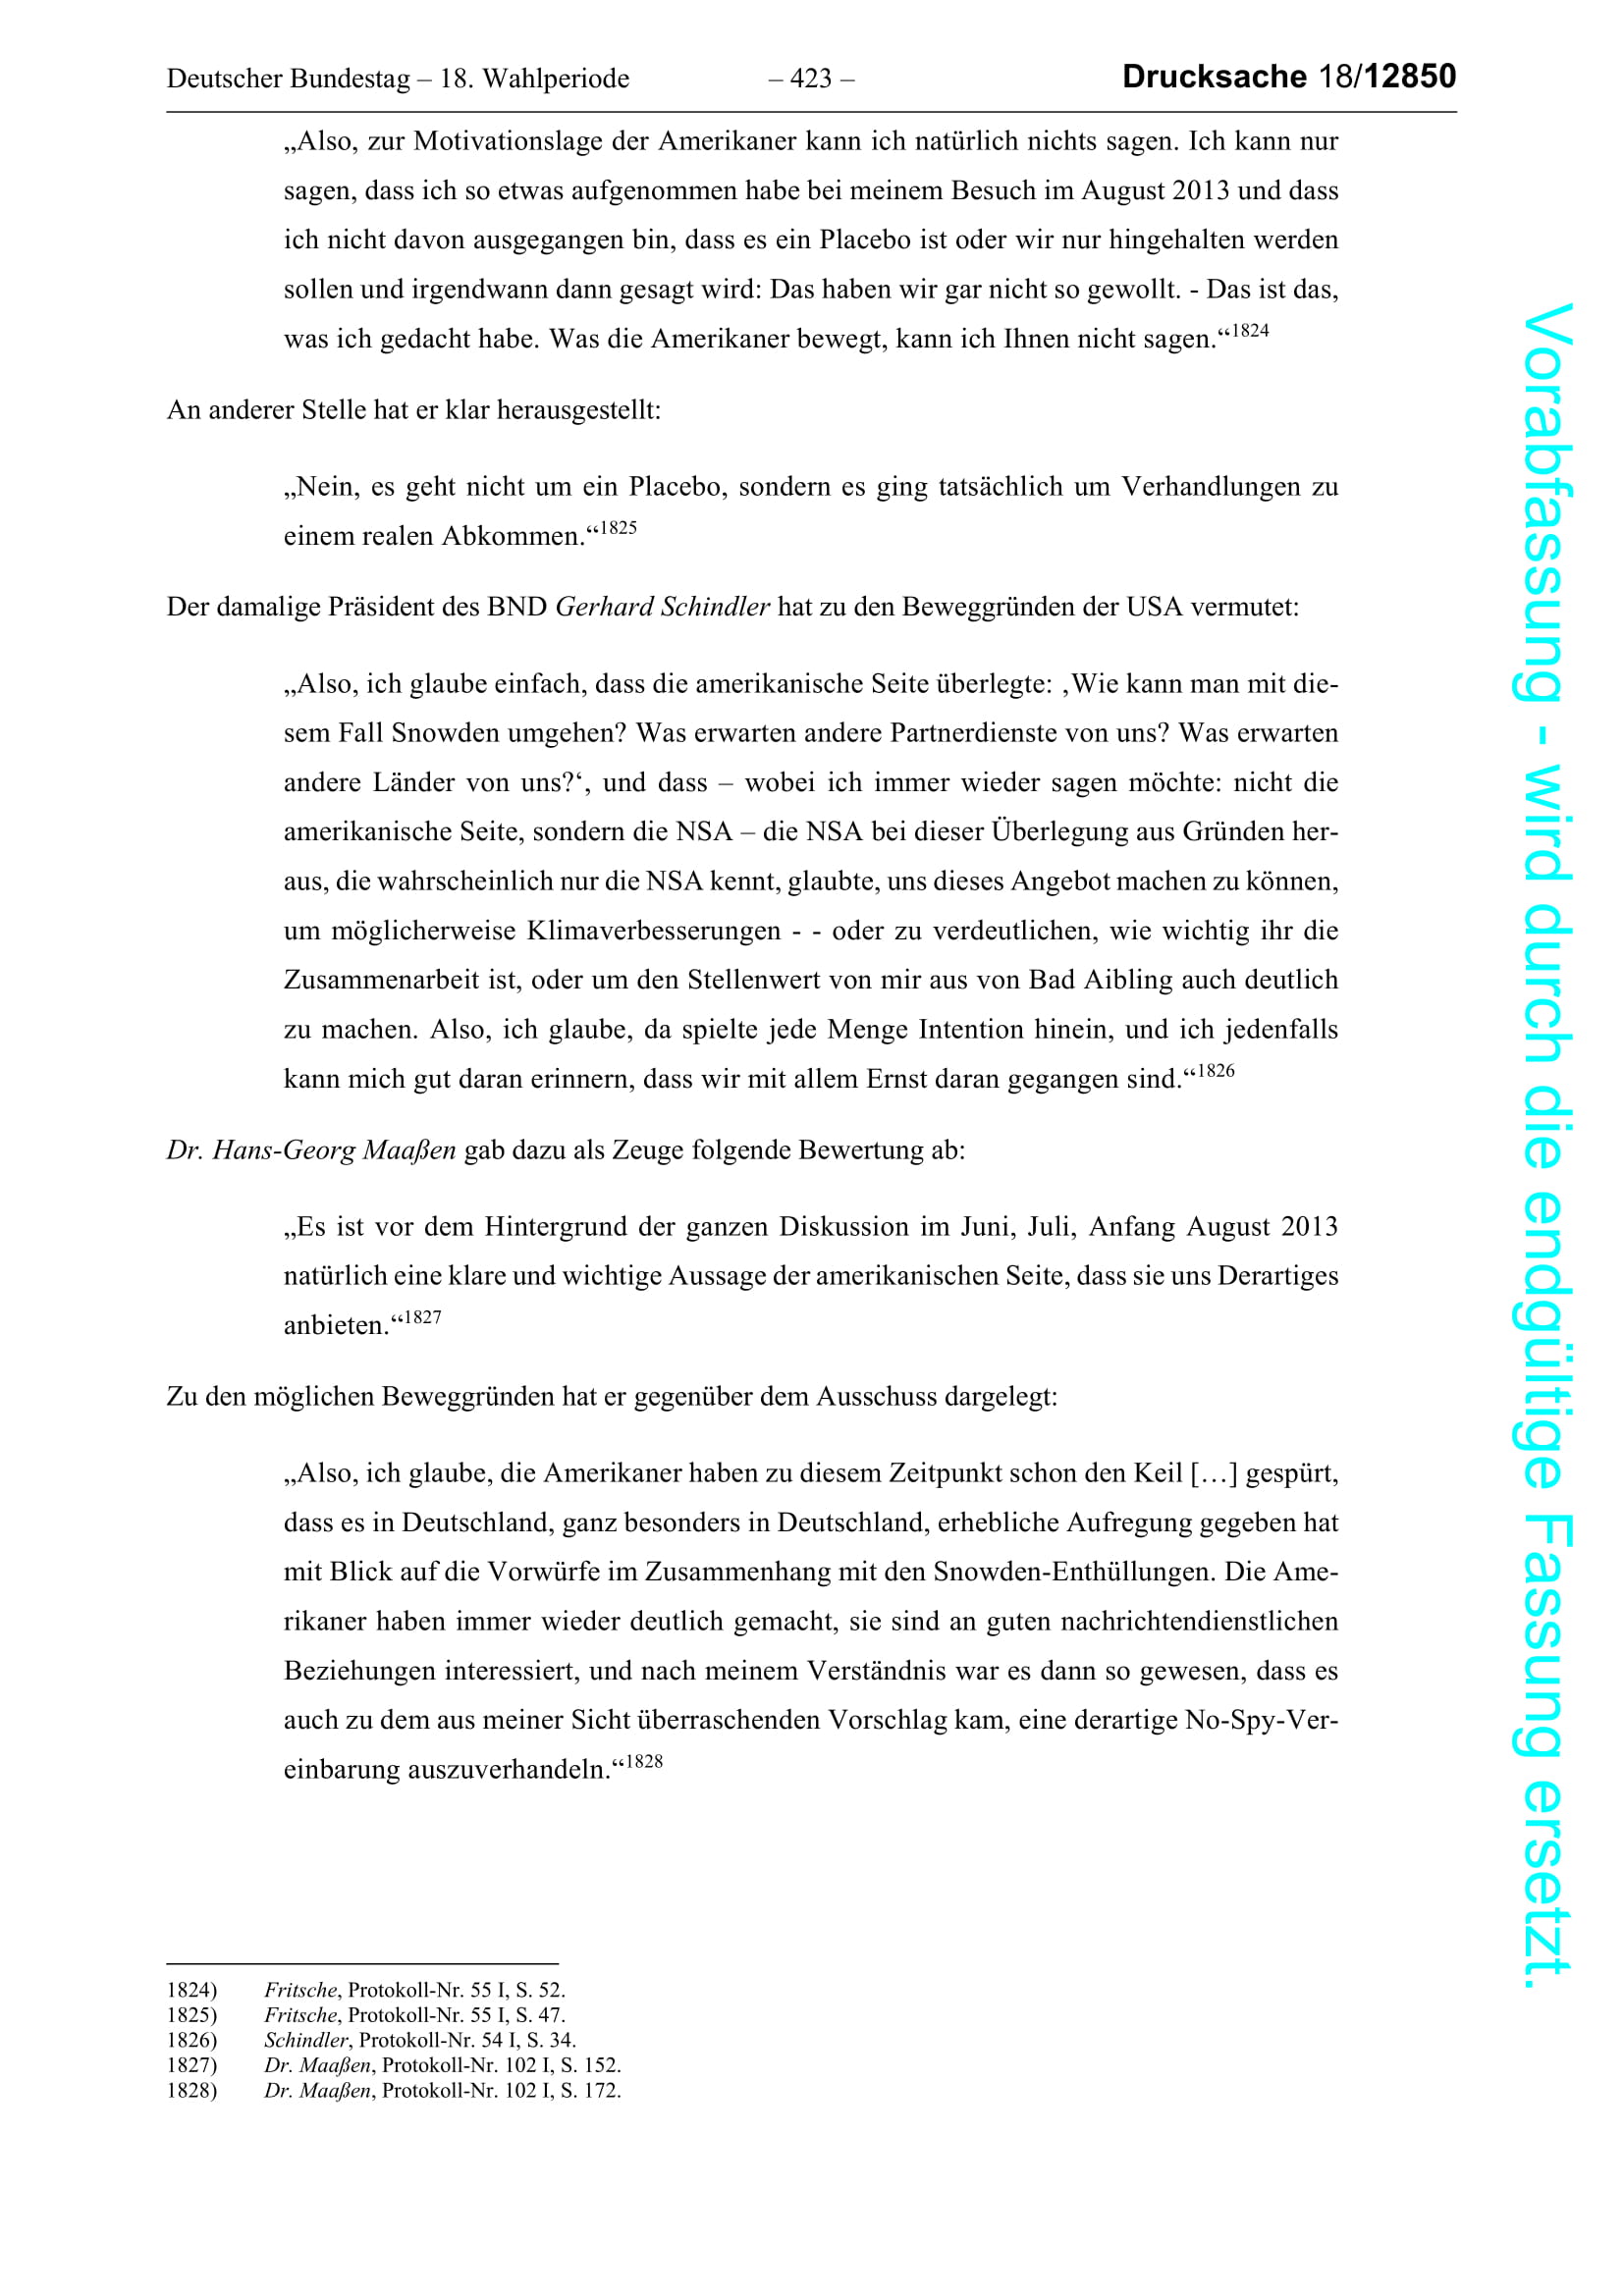 Deutscher Bundestag – 18. Wahlperiode – 423 – Drucksache 18/12850
„Also, zur Motivationslage der Amerikaner kann ich natürlich nichts sagen. Ich kann nur
sagen, dass ich so etwas aufgenommen habe bei meinem Besuch im August 2013 und dass
ich nicht davon ausgegangen bin, dass es ein Placebo ist oder wir nur hingehalten werden
sollen und irgendwann dann gesagt wird: Das haben wir gar nicht so gewollt. - Das ist das,
was ich gedacht habe. Was die Amerikaner bewegt, kann ich Ihnen nicht sagen.“1824
An anderer Stelle hat er klar herausgestellt:
„Nein, es geht nicht um ein Placebo, sondern es ging tatsächlich um Verhandlungen zu
einem realen Abkommen.“1825
Der damalige Präsident des BND Gerhard Schindler hat zu den Beweggründen der USA vermutet:
„Also, ich glaube einfach, dass die amerikanische Seite überlegte: ‚Wie kann man mit die-
sem Fall Snowden umgehen? Was erwarten andere Partnerdienste von uns? Was erwarten
andere Länder von uns?‘, und dass – wobei ich immer wieder sagen möchte: nicht die
amerikanische Seite, sondern die NSA – die NSA bei dieser Überlegung aus Gründen her-
aus, die wahrscheinlich nur die NSA kennt, glaubte, uns dieses Angebot machen zu können,
um möglicherweise Klimaverbesserungen - - oder zu verdeutlichen, wie wichtig ihr die
Zusammenarbeit ist, oder um den Stellenwert von mir aus von Bad Aibling auch deutlich
zu machen. Also, ich glaube, da spielte jede Menge Intention hinein, und ich jedenfalls
kann mich gut daran erinnern, dass wir mit allem Ernst daran gegangen sind.“1826
Dr. Hans-Georg Maaßen gab dazu als Zeuge folgende Bewertung ab:
„Es ist vor dem Hintergrund der ganzen Diskussion im Juni, Juli, Anfang August 2013
natürlich eine klare und wichtige Aussage der amerikanischen Seite, dass sie uns Derartiges
anbieten.“1827
Zu den möglichen Beweggründen hat er gegenüber dem Ausschuss dargelegt:
„Also, ich glaube, die Amerikaner haben zu diesem Zeitpunkt schon den Keil […] gespürt,
dass es in Deutschland, ganz besonders in Deutschland, erhebliche Aufregung gegeben hat
mit Blick auf die Vorwürfe im Zusammenhang mit den Snowden-Enthüllungen. Die Ame-
rikaner haben immer wieder deutlich gemacht, sie sind an guten nachrichtendienstlichen
Beziehungen interessiert, und nach meinem Verständnis war es dann so gewesen, dass es
auch zu dem aus meiner Sicht überraschenden Vorschlag kam, eine derartige No-Spy-Ver-
einbarung auszuverhandeln.“1828
1824) Fritsche, Protokoll-Nr. 55 I, S. 52.
1825) Fritsche, Protokoll-Nr. 55 I, S. 47.
1826) Schindler, Protokoll-Nr. 54 I, S. 34.
1827) Dr. Maaßen, Protokoll-Nr. 102 I, S. 152.
1828) Dr. Maaßen, Protokoll-Nr. 102 I, S. 172.
Vorabfassung - wird durch die endgültige Fassung ersetzt.